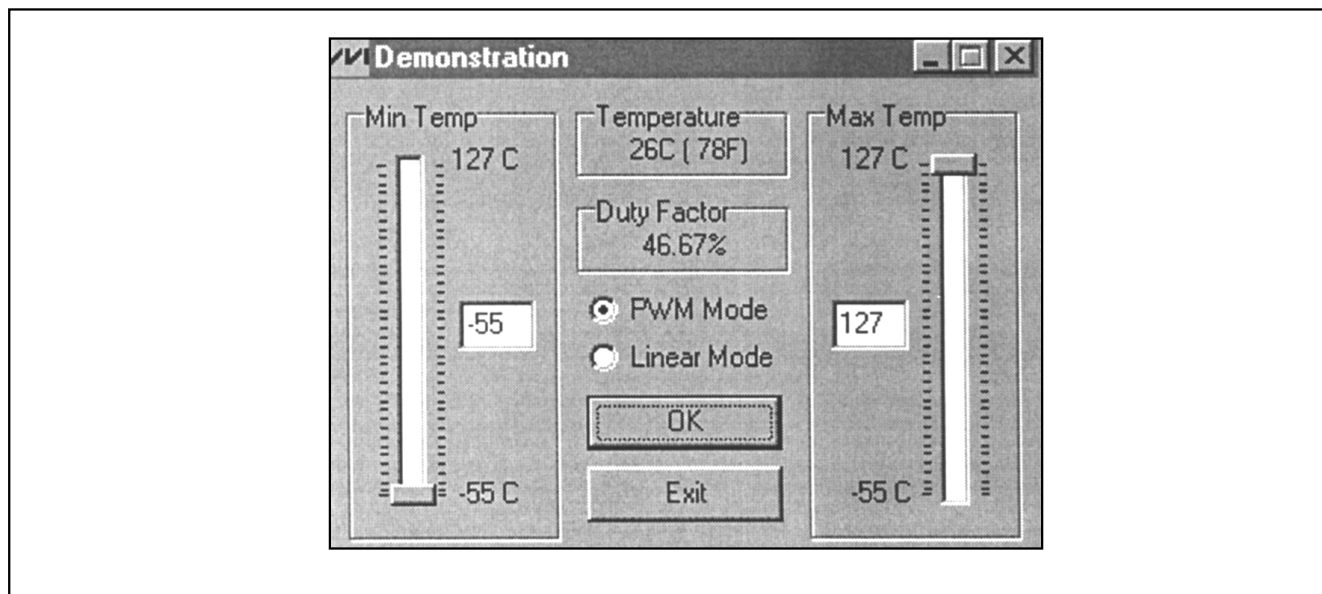 Demonstration
Min Temp
127 C
-55
-55 C
Temperature
26C ( 78F)
Duty Factor
46.67%
PWM Mode
Linear Mode
OK
Exit
Max Temp
127 C
127
-55 C